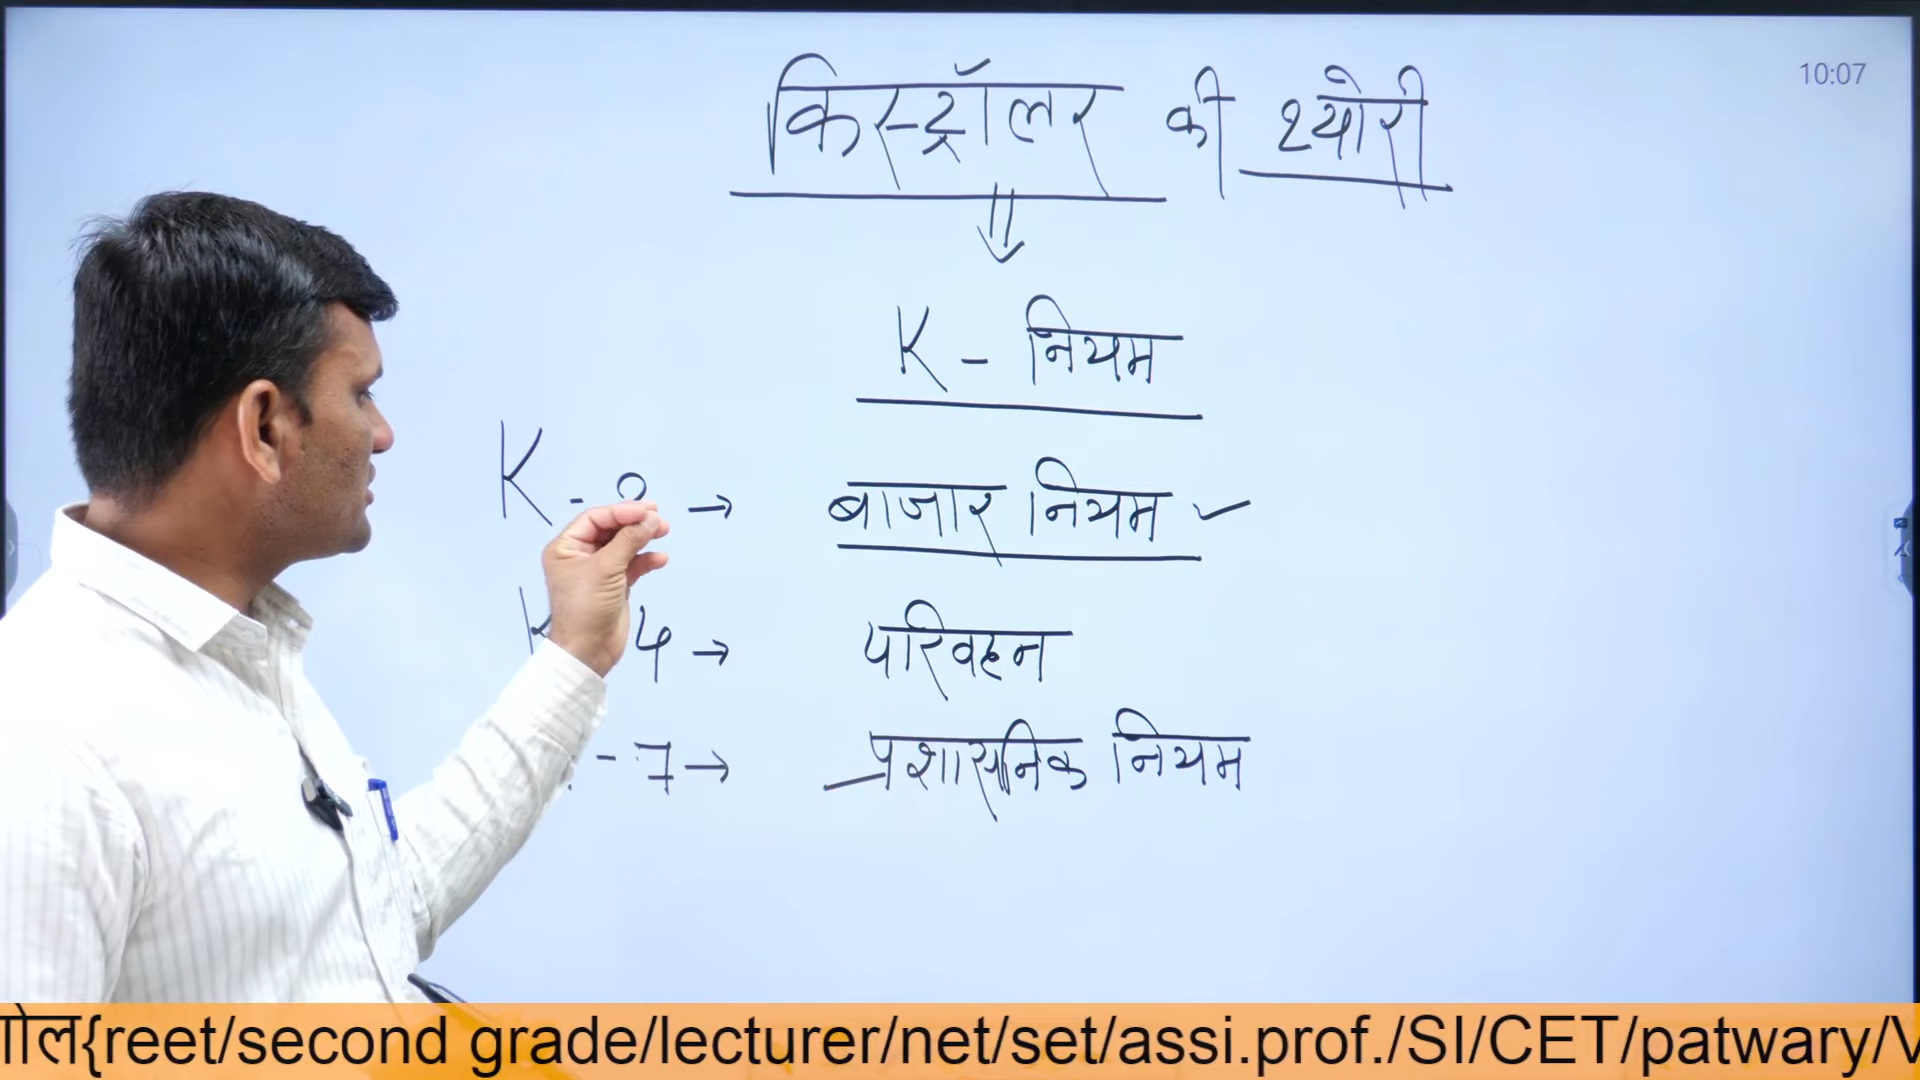 किस्ट्रॉलर की थ्योरी
10:07
K - नियम
K - → बाजार नियम
4 → परिवहन
- 7 → प्रशासनिक नियम
गोल{reet/second grade/lecturer/net/set/assi.prof./SI/CET/patwary/V